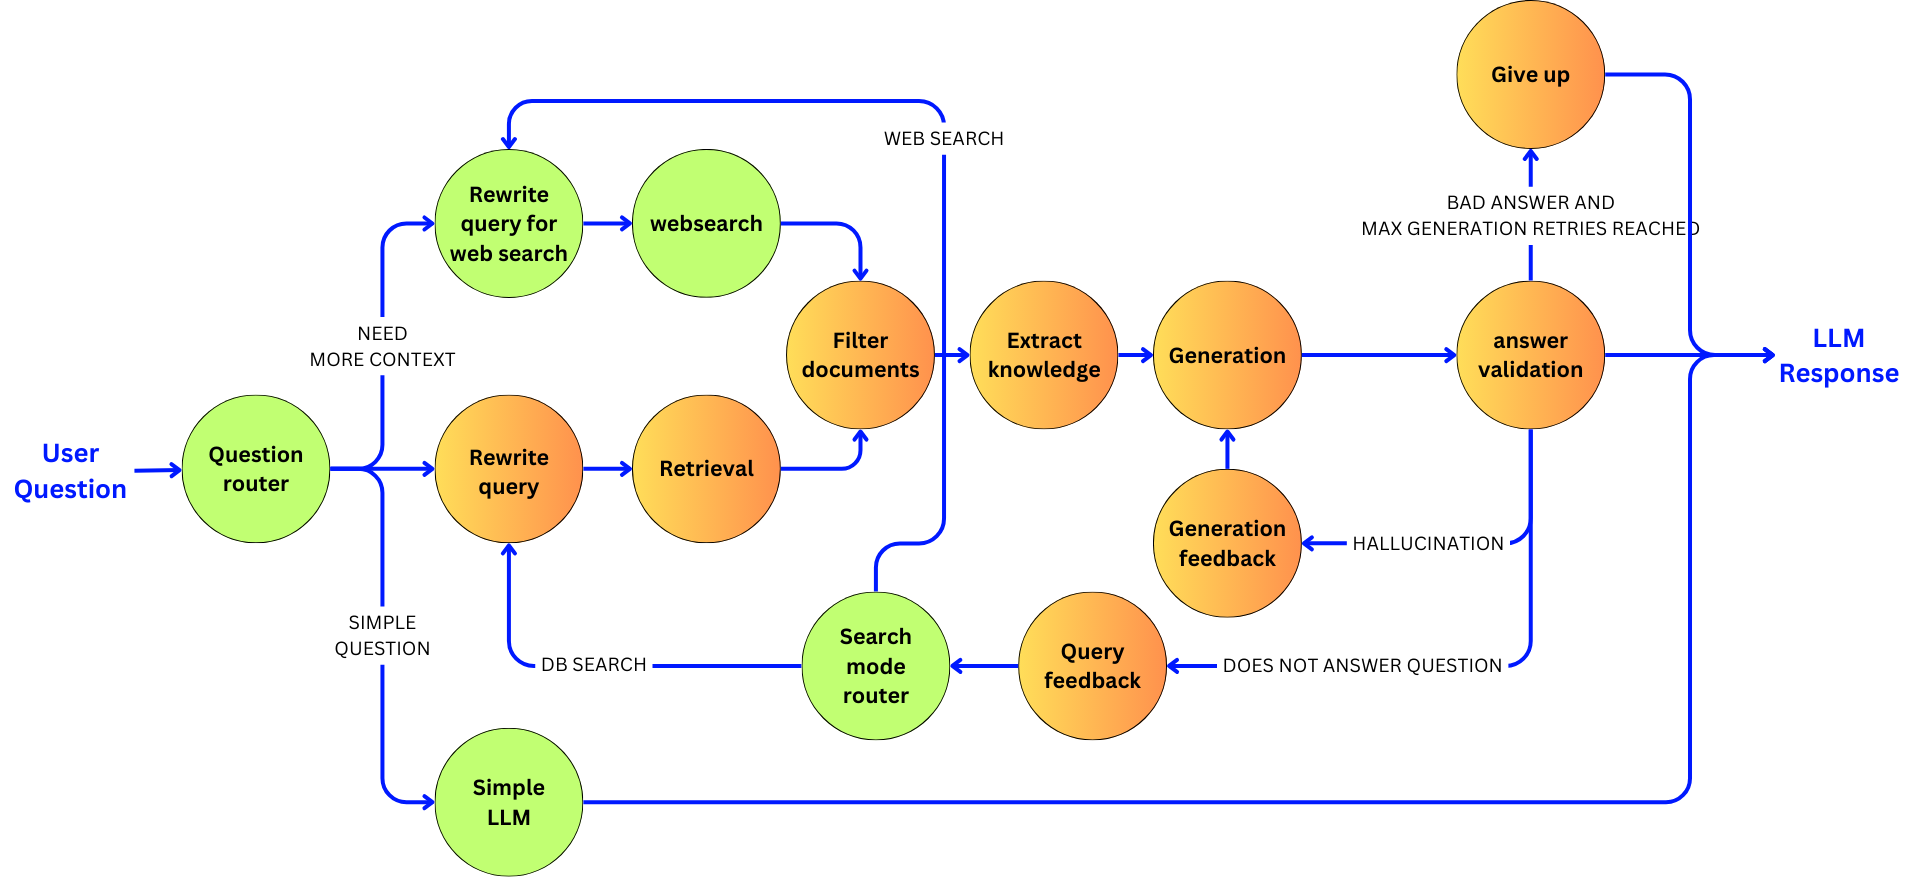 Give up
WEB SEARCH
Rewrite
query for
web search
websearch
BAD ANSWER AND
MAX GENERATION RETRIES REACHED
NEED
MORE CONTEXT
Filter
documents
Extract
knowledge
Generation
answer
validation
LLM
Response
User
Question
Question
router
Rewrite
query
Retrieval
Generation
feedback
HALLUCINATION
SIMPLE
QUESTION
DB SEARCH
Search
mode
router
Query
feedback
DOES NOT ANSWER QUESTION
Simple
LLM